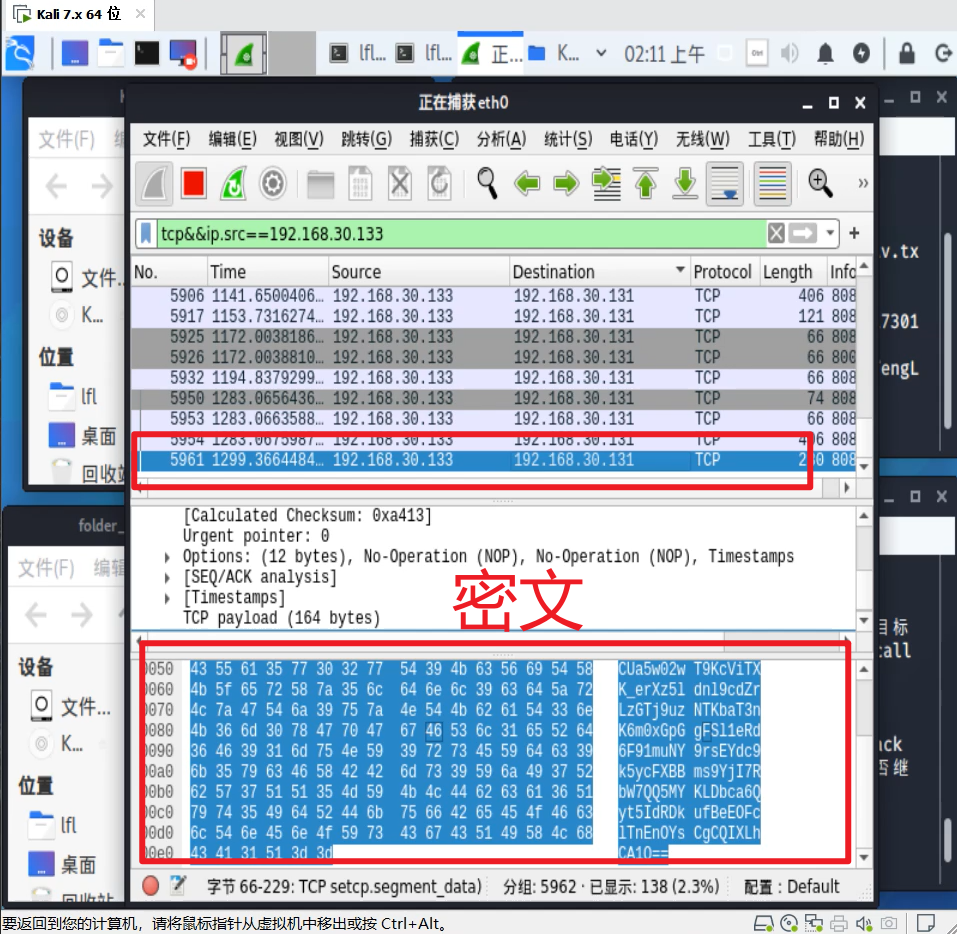 Kali 7.x 64 位
lfl...
lfl...
正...
K...
02:11 上午
正在捕获eth0
文件(F)
文件(F) 编辑(E) 视图(V) 跳转(G) 捕获(C) 分析(A) 统计(S) 电话(Y) 无线(W) 工具(T) 帮助(H)
tcp&&ip.src==192.168.30.133
No. Time Source Destination Protocol Length Info
5906 1141.6500406... 192.168.30.133 192.168.30.131 TCP 406 808
5917 1153.7316274... 192.168.30.133 192.168.30.131 TCP 121 808
5925 1172.0038186... 192.168.30.133 192.168.30.131 TCP 66 808
5926 1172.0038810... 192.168.30.133 192.168.30.131 TCP 66 800
5932 1194.8379299... 192.168.30.133 192.168.30.131 TCP 66 808
5950 1283.0656436... 192.168.30.133 192.168.30.131 TCP 74 808
5953 1283.0663588... 192.168.30.133 192.168.30.131 TCP 66 808
5954 1283.0675987... 192.168.30.133 192.168.30.131 TCP 406 808
5961 1299.3664484... 192.168.30.133 192.168.30.131 TCP 230 808
设备
文件...
K...
位置
lfl
桌面
回收站
v.tx
7301
[Calculated Checksum: 0xa413]
Urgent pointer: 0
Options: (12 bytes), No-Operation (NOP), No-Operation (NOP), Timestamps
[SEQ/ACK analysis]
[Timestamps]
TCP payload (164 bytes)
密文
0050 43 55 61 35 77 30 32 77 54 39 4b 63 56 69 54 58 CUa5w02w T9KcViTX
0060 4b 5f 65 72 58 7a 35 6c 64 6e 6c 39 63 64 5a 72 K_erXz5l dnl9cdZr
0070 4c 7a 47 54 6a 39 75 7a 4e 54 4b 62 61 54 33 6e LzGTj9uz NTKbaT3n
0080 4b 36 6d 30 78 47 70 47 67 46 53 6c 31 65 52 64 K6m0xGpG gFSl1eRd
0090 36 46 39 31 6d 75 4e 59 39 72 73 45 59 64 63 39 6F91muNY 9rsEYdc9
00a0 6b 35 79 63 46 58 42 42 6d 73 39 59 6a 49 37 52 k5ycFXBB ms9YjI7R
00b0 62 57 37 51 51 35 4d 59 4b 4c 44 62 63 61 36 51 bW7QQ5MY KLDbca6Q
00c0 79 74 35 49 64 52 44 6b 75 66 42 65 45 4f 46 63 yt5IdRDk ufBeEOFc
00d0 6c 54 6e 45 6e 4f 59 73 43 67 43 51 49 58 4c 68 lTnEnOYs CgCQIXLh
00e0 43 41 31 51 3d 3d CA1Q==
folder_
文件(F) 编辑
设备
文件...
K...
位置
lfl
桌面
目标
字节 66-229: TCP setcp.segment_data) 分组: 5962 · 已显示: 138 (2.3%) 配置：Default
要返回到您的计算机，请将鼠标指针从虚拟机中移出或按 Ctrl+Alt。